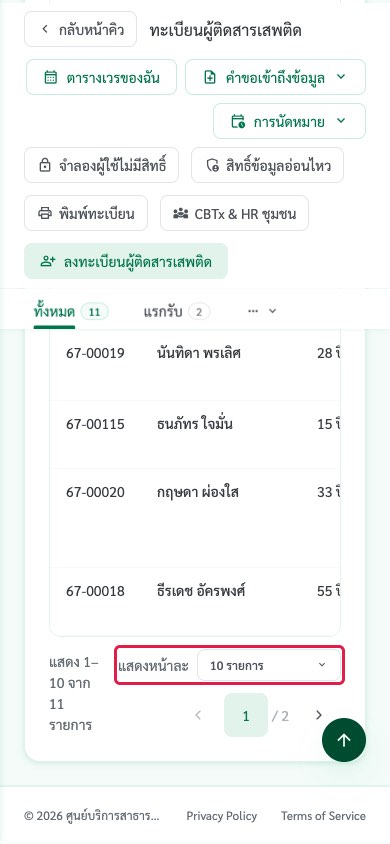 กลับหน้าคิว
ทะเบียนผู้ติดสารเสพติด
ตารางเวรของฉัน
คำขอเข้าถึงข้อมูล
การนัดหมาย
จำลองผู้ใช้ไม่มีสิทธิ์
สิทธิ์ข้อมูลอ่อนไหว
พิมพ์ทะเบียน
CBTx & HR ชุมชน
ลงทะเบียนผู้ติดสารเสพติด
ทั้งหมด 11
แรกรับ 2
...
67-00019 นันทิดา พรเลิศ 28 ปี
67-00115 ธนภัทร ใจมั่น 15 ปี
67-00020 กฤษดา ผ่องใส 33 ปี
67-00018 ธีรเดช อัครพงศ์ 55 ปี
แสดง 1–
10 จาก
11
รายการ
แสดงหน้าละ 10 รายการ
1 / 2
© 2026 ศูนย์บริการสาธาร... Privacy Policy Terms of Service